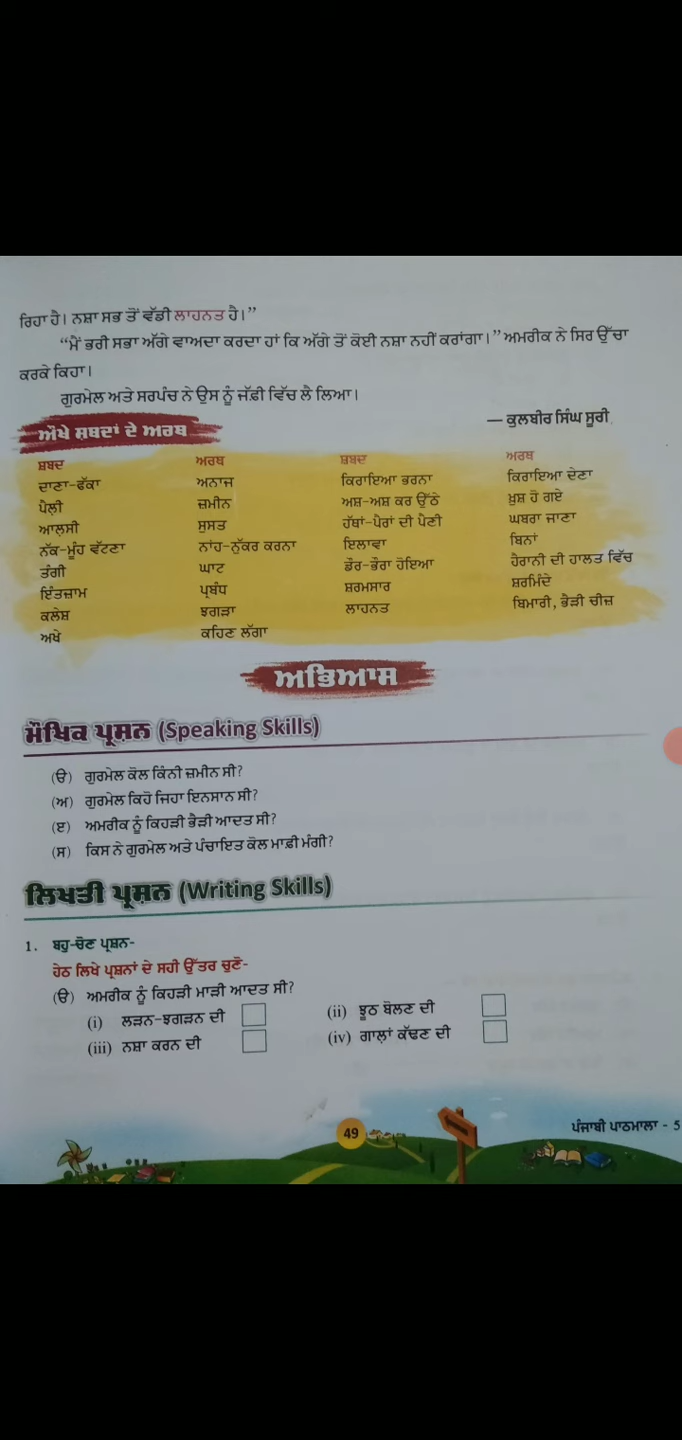 ਰਿਹਾ ਹੈ। ਨਸ਼ਾ ਸਭ ਤੋਂ ਵੱਡੀ ਲਾਹਨਤ ਹੈ।”
“ਮੈਂ ਭਰੀ ਸਭਾ ਅੱਗੇ ਵਾਅਦਾ ਕਰਦਾ ਹਾਂ ਕਿ ਅੱਗੇ ਤੋਂ ਕੋਈ ਨਸ਼ਾ ਨਹੀਂ ਕਰਾਂਗਾ।” ਅਮਰੀਕ ਨੇ ਸਿਰ ਉੱਚਾ
ਕਰਕੇ ਕਿਹਾ।
ਗੁਰਮੇਲ ਅਤੇ ਸਰਪੰਚ ਨੇ ਉਸ ਨੂੰ ਜੱਫੀ ਵਿੱਚ ਲੈ ਲਿਆ।
— ਕੁਲਬੀਰ ਸਿੰਘ ਸੂਰੀ
ਔਖੇ ਸ਼ਬਦਾਂ ਦੇ ਅਰਥ
ਸ਼ਬਦ ਅਰਥ ਸ਼ਬਦ ਅਰਥ
ਦਾਣਾ-ਫੱਕਾ ਅਨਾਜ ਕਿਰਾਇਆ ਭਰਨਾ ਕਿਰਾਇਆ ਦੇਣਾ
ਪੈਲ਼ੀ ਜ਼ਮੀਨ ਅਸ਼-ਅਸ਼ ਕਰ ਉੱਠੇ ਖ਼ੁਸ਼ ਹੋ ਗਏ
ਆਲ਼ਸੀ ਸੁਸਤ ਹੱਥਾਂ-ਪੈਰਾਂ ਦੀ ਪੈਣੀ ਘਬਰਾ ਜਾਣਾ
ਨੱਕ-ਮੂੰਹ ਵੱਟਣਾ ਨਾਂਹ-ਨੁੱਕਰ ਕਰਨਾ ਇਲਾਵਾ ਬਿਨਾਂ
ਤੰਗੀ ਘਾਟ ਡੌਰ-ਭੌਰਾ ਹੋਇਆ ਹੈਰਾਨੀ ਦੀ ਹਾਲਤ ਵਿੱਚ
ਇੰਤਜ਼ਾਮ ਪ੍ਰਬੰਧ ਸ਼ਰਮਸਾਰ ਸ਼ਰਮਿੰਦੇ
ਕਲੇਸ਼ ਝਗੜਾ ਲਾਹਨਤ ਬਿਮਾਰੀ, ਭੈੜੀ ਚੀਜ਼
ਅਖੇ ਕਹਿਣ ਲੱਗਾ
ਅਭਿਆਸ
ਮੌਖਿਕ ਪ੍ਰਸ਼ਨ (Speaking Skills)
(ੳ) ਗੁਰਮੇਲ ਕੋਲ ਕਿੰਨੀ ਜ਼ਮੀਨ ਸੀ?
(ਅ) ਗੁਰਮੇਲ ਕਿਹੋ ਜਿਹਾ ਇਨਸਾਨ ਸੀ?
(ੲ) ਅਮਰੀਕ ਨੂੰ ਕਿਹੜੀ ਭੈੜੀ ਆਦਤ ਸੀ?
(ਸ) ਕਿਸ ਨੇ ਗੁਰਮੇਲ ਅਤੇ ਪੰਚਾਇਤ ਕੋਲ ਮਾਫ਼ੀ ਮੰਗੀ?
ਲਿਖਤੀ ਪ੍ਰਸ਼ਨ (Writing Skills)
1. ਬਹੁ-ਚੋਣ ਪ੍ਰਸ਼ਨ-
ਹੇਠ ਲਿਖੇ ਪ੍ਰਸ਼ਨਾਂ ਦੇ ਸਹੀ ਉੱਤਰ ਚੁਣੋ-
(ੳ) ਅਮਰੀਕ ਨੂੰ ਕਿਹੜੀ ਮਾੜੀ ਆਦਤ ਸੀ?
(i) ਲੜਨ-ਝਗੜਨ ਦੀ (ii) ਝੂਠ ਬੋਲਣ ਦੀ
(iii) ਨਸ਼ਾ ਕਰਨ ਦੀ (iv) ਗਾਲ਼ਾਂ ਕੱਢਣ ਦੀ
49
ਪੰਜਾਬੀ ਪਾਠਮਾਲਾ - 5